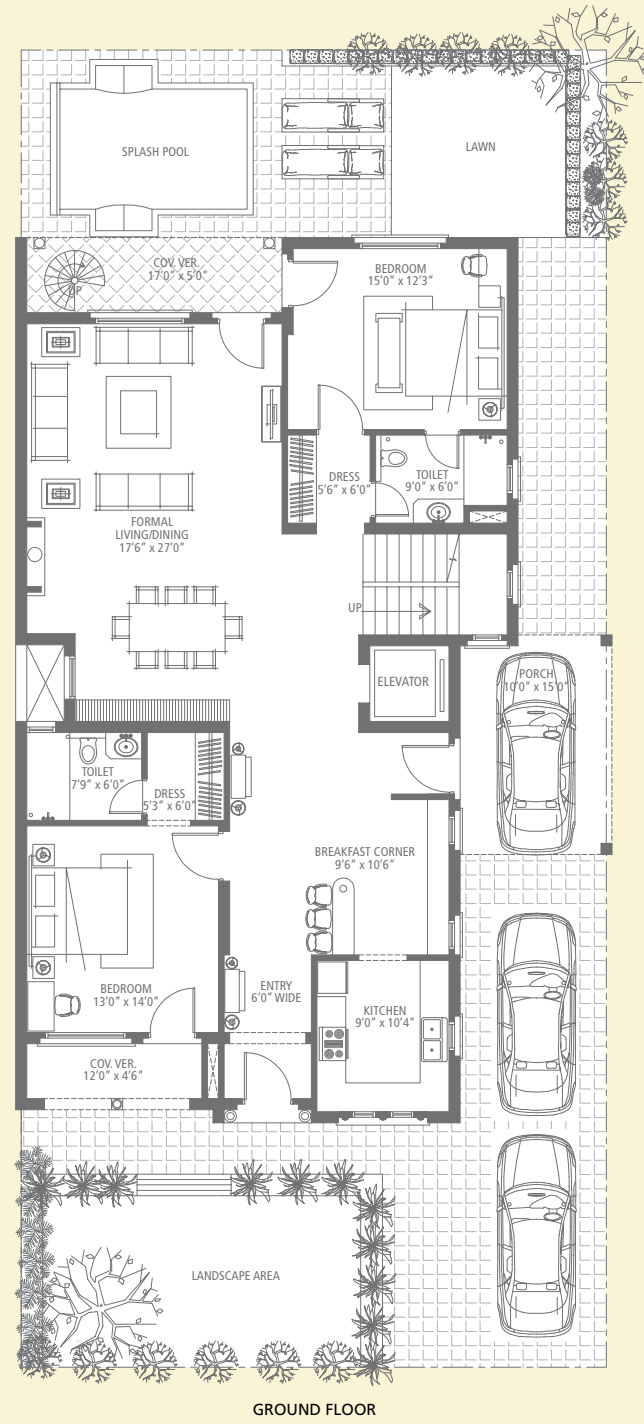 SPLASH POOL
LAWN
COV. VER.
17'0" x 5'0"
UP
BEDROOM
15'0" x 12'3"
DRESS
5'6" x 6'0"
TOILET
9'0" x 6'0"
FORMAL
LIVING/DINING
17'6" x 27'0"
UP
ELEVATOR
PORCH
10'0" x 15'0"
TOILET
7'9" x 6'0"
DRESS
5'3" x 6'0"
BREAKFAST CORNER
9'6" x 10'6"
BEDROOM
13'0" x 14'0"
ENTRY
6'0" WIDE
KITCHEN
9'0" x 10'4"
COV. VER.
12'0" x 4'6"
LANDSCAPE AREA
GROUND FLOOR